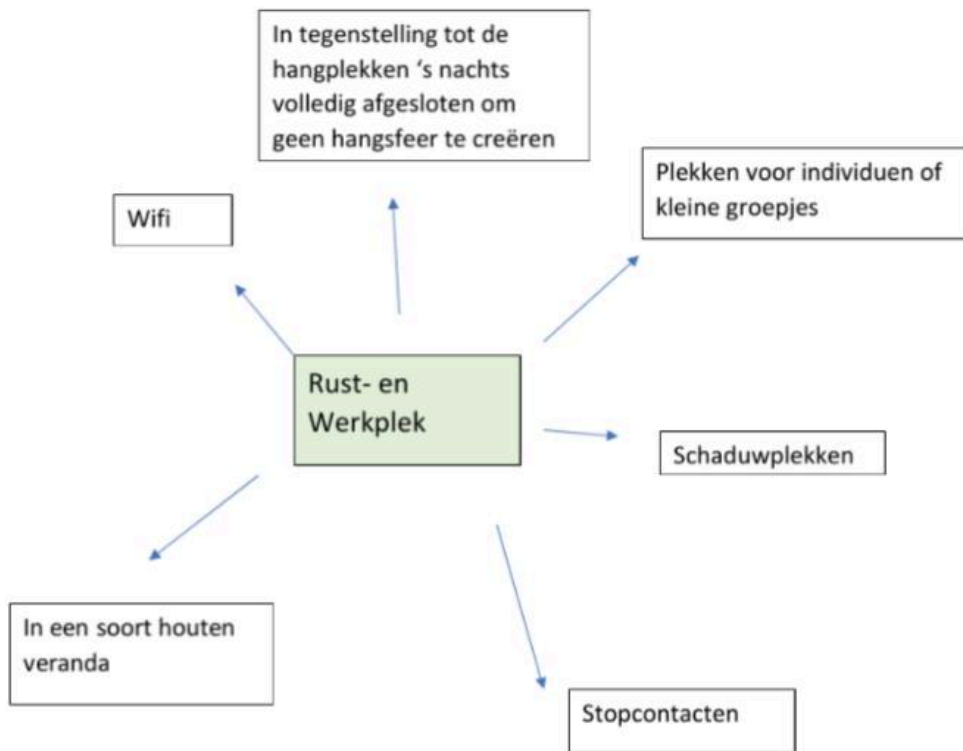 In tegenstelling tot de
hangplekken ‘s nachts
volledig afgesloten om
geen hangsfeer te creëren
Plekken voor individuen of
kleine groepjes
Wifi
Rust- en
Werkplek
Schaduwplekken
In een soort houten
veranda
Stopcontacten